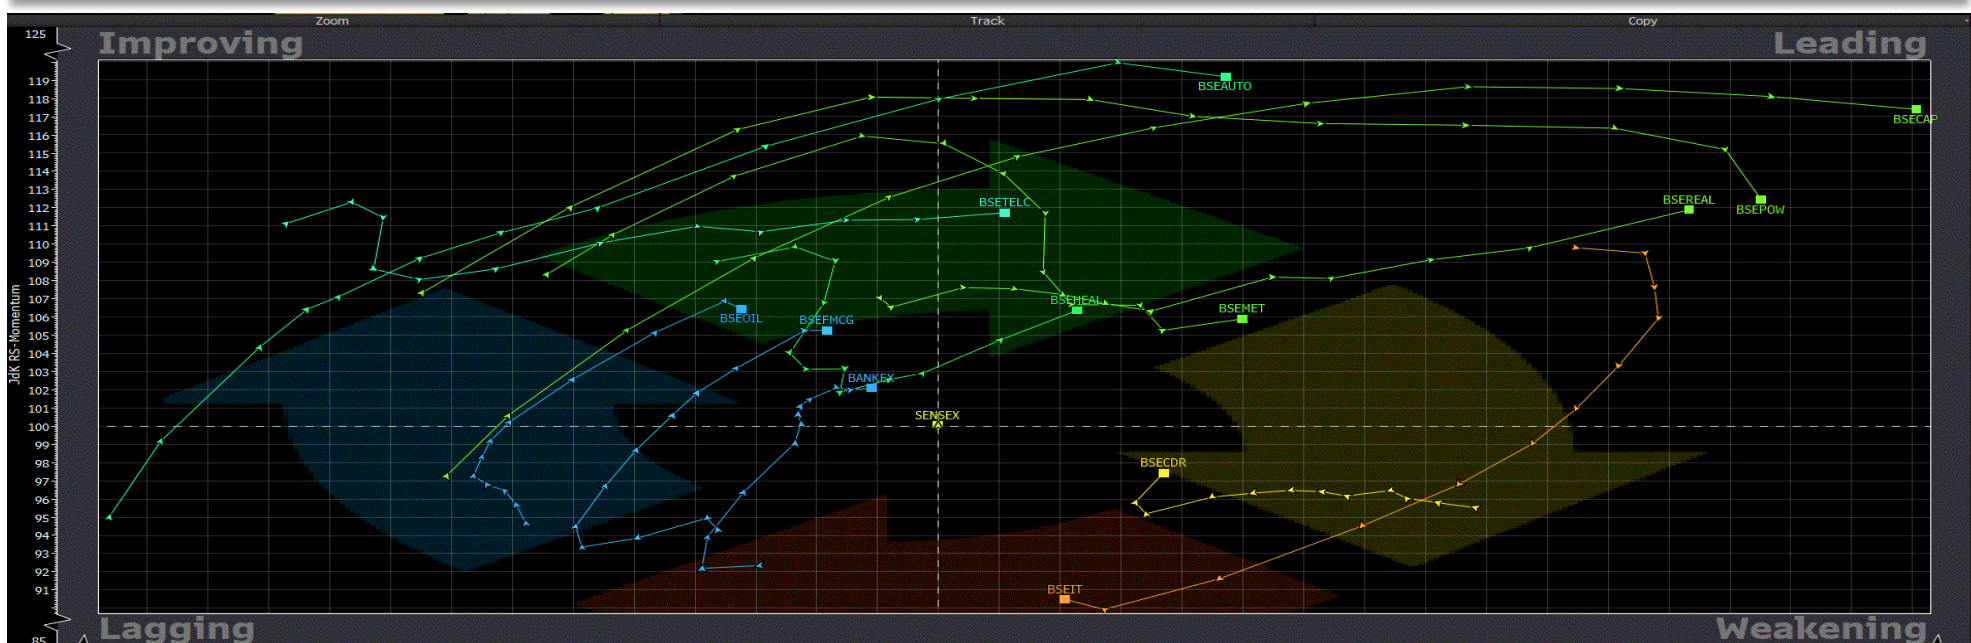 Zoom Track Copy
125
Improving Leading
119
118
117
116
115
114
113
112
111
110
109
108
107
106
105
104
103
102
101
100
99
98
97
96
95
94
93
92
91
85
JdK RS-Momentum
BSEAUTO
BSECAP
BSETELC
BSEREAL
BSEPOW
BSEHEAL
BSEMET
BSEOIL
BSEFMCG
BANKEX
SENSEX
BSECDR
BSEIT
Lagging Weakening